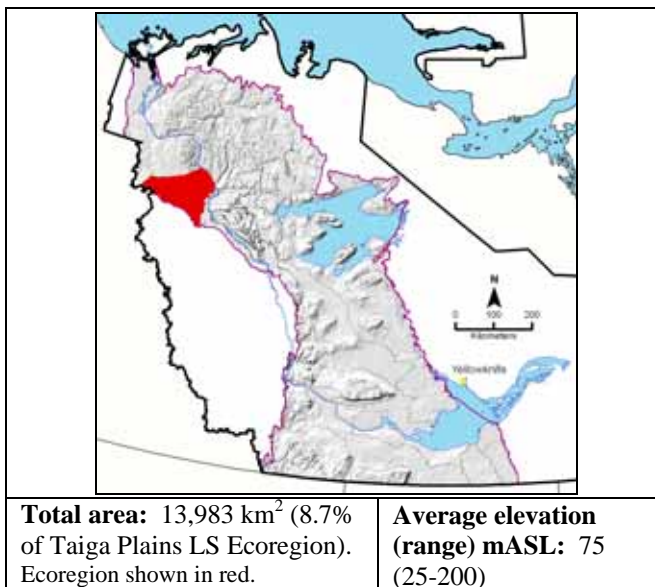 N
0 100 200
Kilometers
Yellowknife
Total area: 13,983 km² (8.7%
of Taiga Plains LS Ecoregion).
Ecoregion shown in red.
Average elevation
(range) mASL: 75
(25-200)